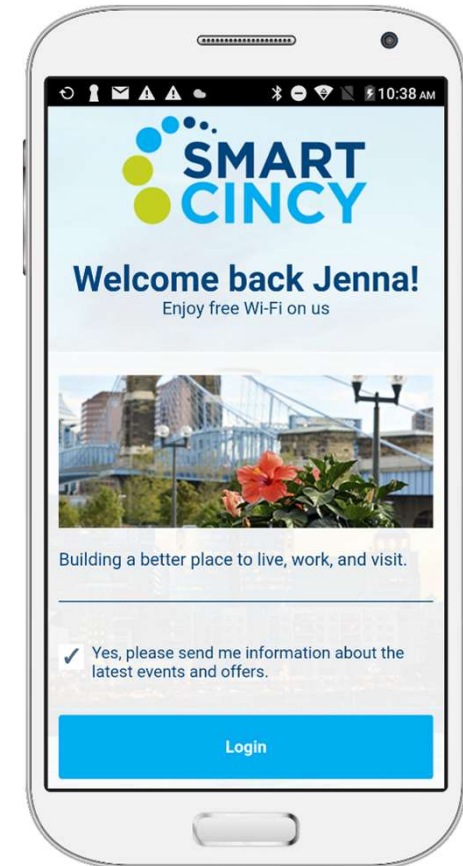 10:38 AM
SMART
CINCY
Welcome back Jenna!
Enjoy free Wi-Fi on us
Building a better place to live, work, and visit.
Yes, please send me information about the
latest events and offers.
Login